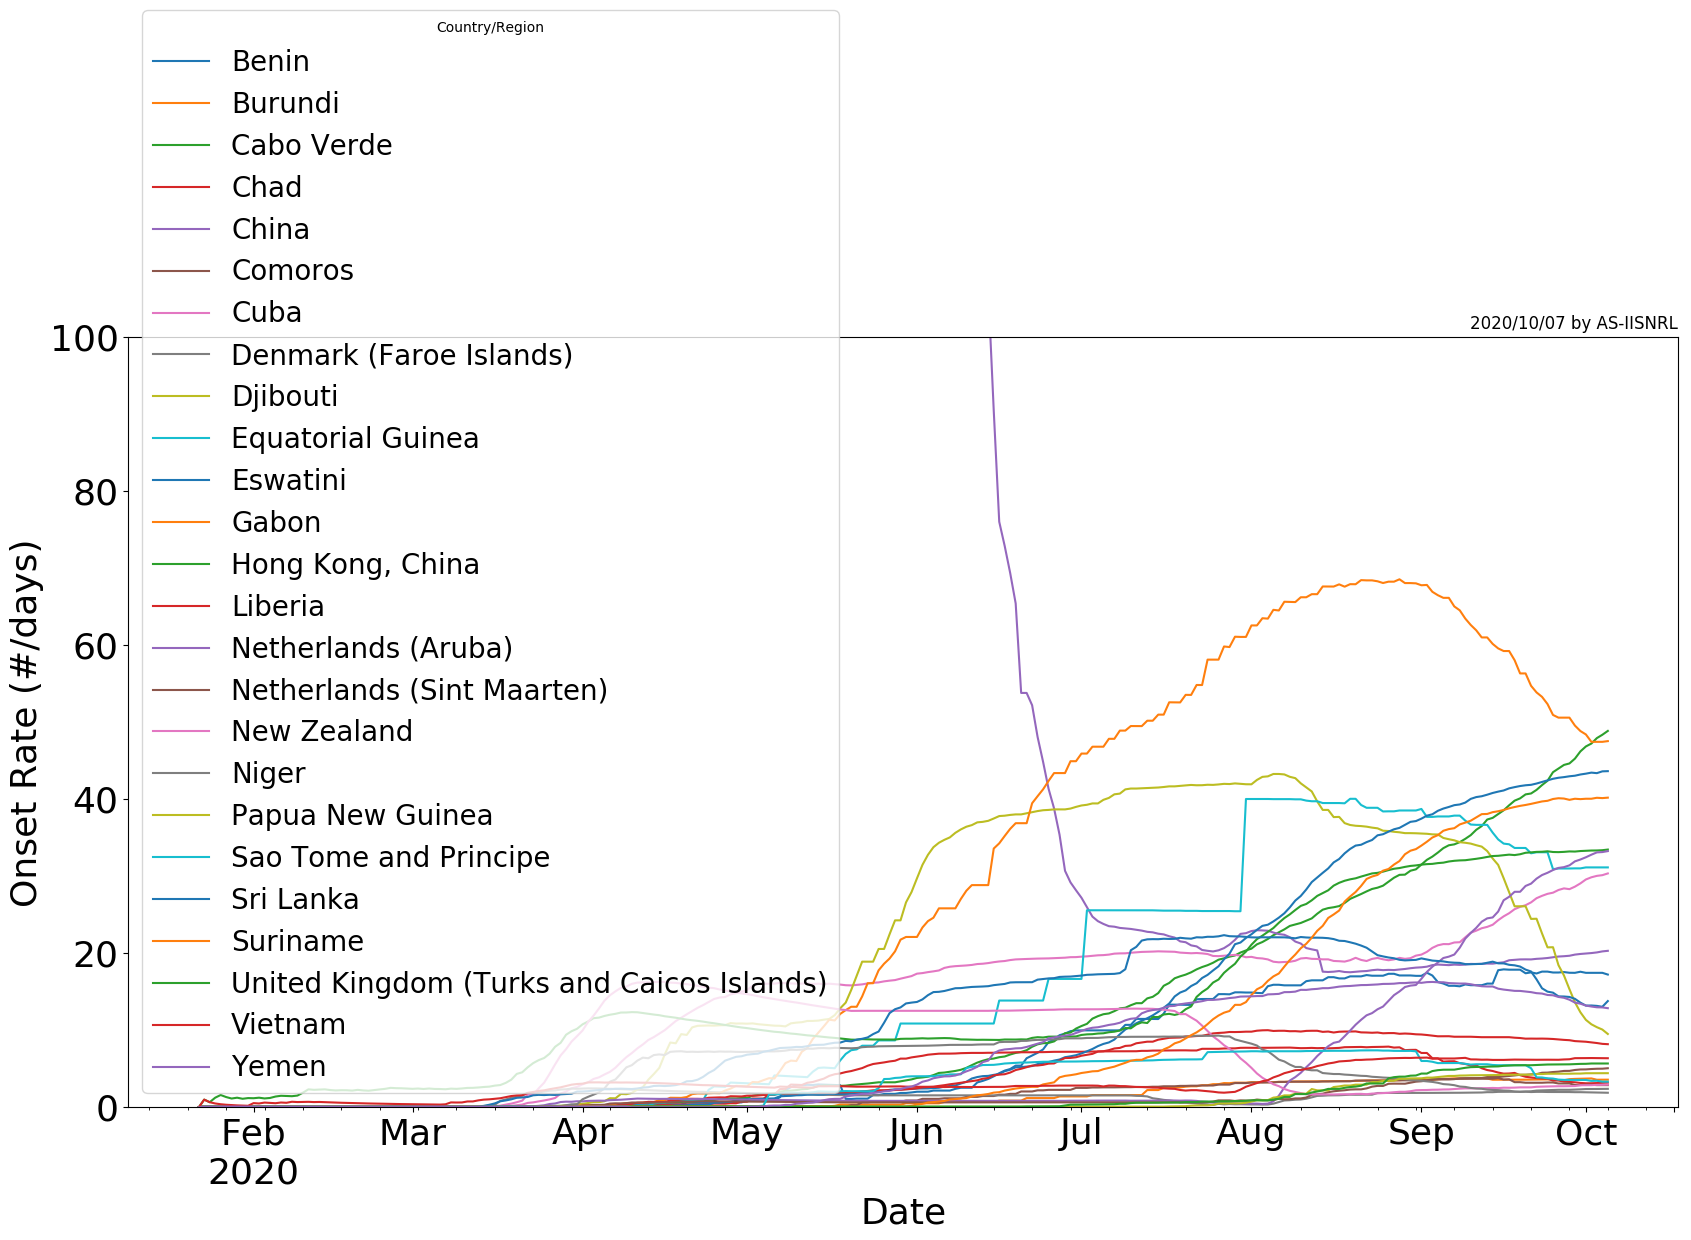 Country/Region
Benin
Burundi
Cabo Verde
Chad
China
Comoros
Cuba
Denmark (Faroe Islands)
Djibouti
Equatorial Guinea
Eswatini
Gabon
Hong Kong, China
Liberia
Netherlands (Aruba)
Netherlands (Sint Maarten)
New Zealand
Niger
Papua New Guinea
Sao Tome and Principe
Sri Lanka
Suriname
United Kingdom (Turks and Caicos Islands)
Vietnam
Yemen
2020/10/07 by AS-IISNRL
100
80
60
40
20
0
Onset Rate (#/days)
Feb Mar Apr May Jun Jul Aug Sep Oct
2020
Date